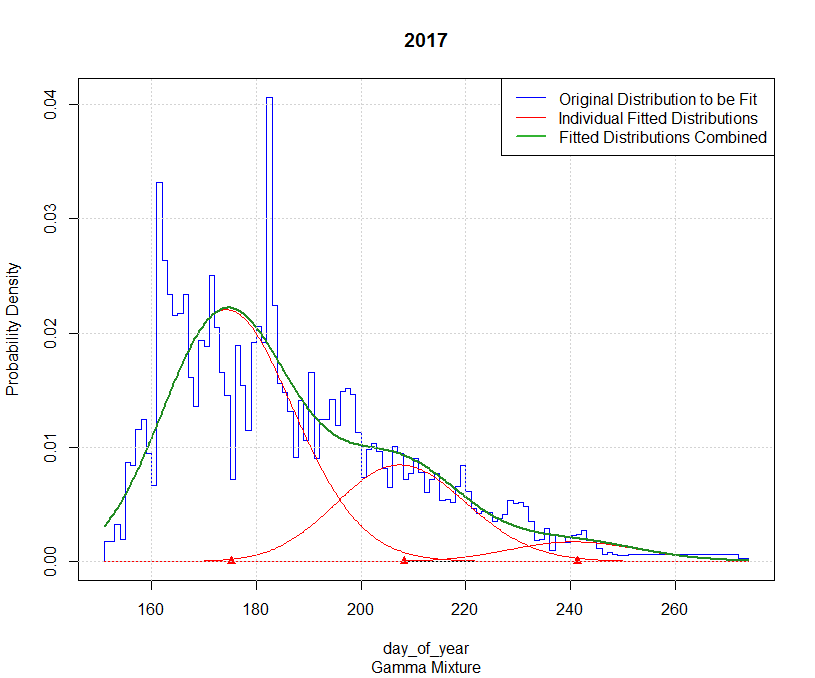 2017
Original Distribution to be Fit
Individual Fitted Distributions
Fitted Distributions Combined
Probability Density
0.04
0.03
0.02
0.01
0.00
160 180 200 220 240 260
day_of_year
Gamma Mixture